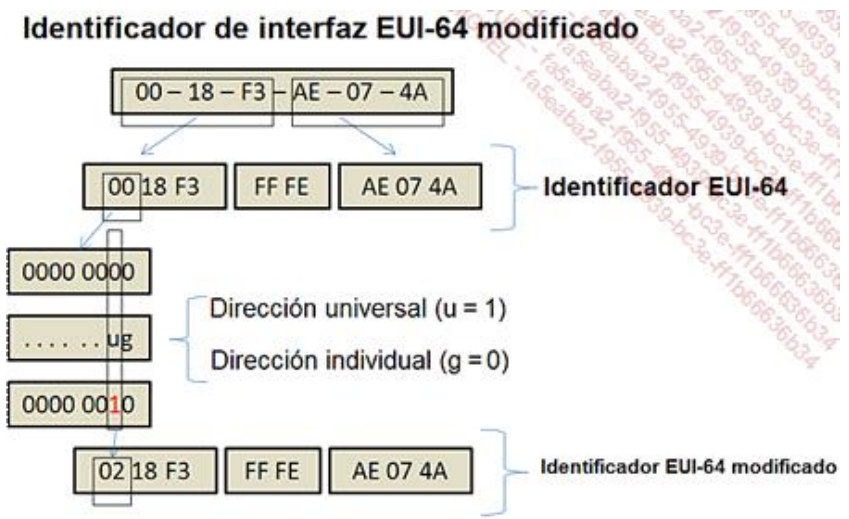 Identificador de interfaz EUI-64 modificado
00 – 18 – F3 – AE – 07 – 4A
00 18 F3 FF FE AE 07 4A Identificador EUI-64
0000 0000
Dirección universal (u = 1)
. . . . . . ug
Dirección individual (g = 0)
0000 0010
02 18 F3 FF FE AE 07 4A Identificador EUI-64 modificado